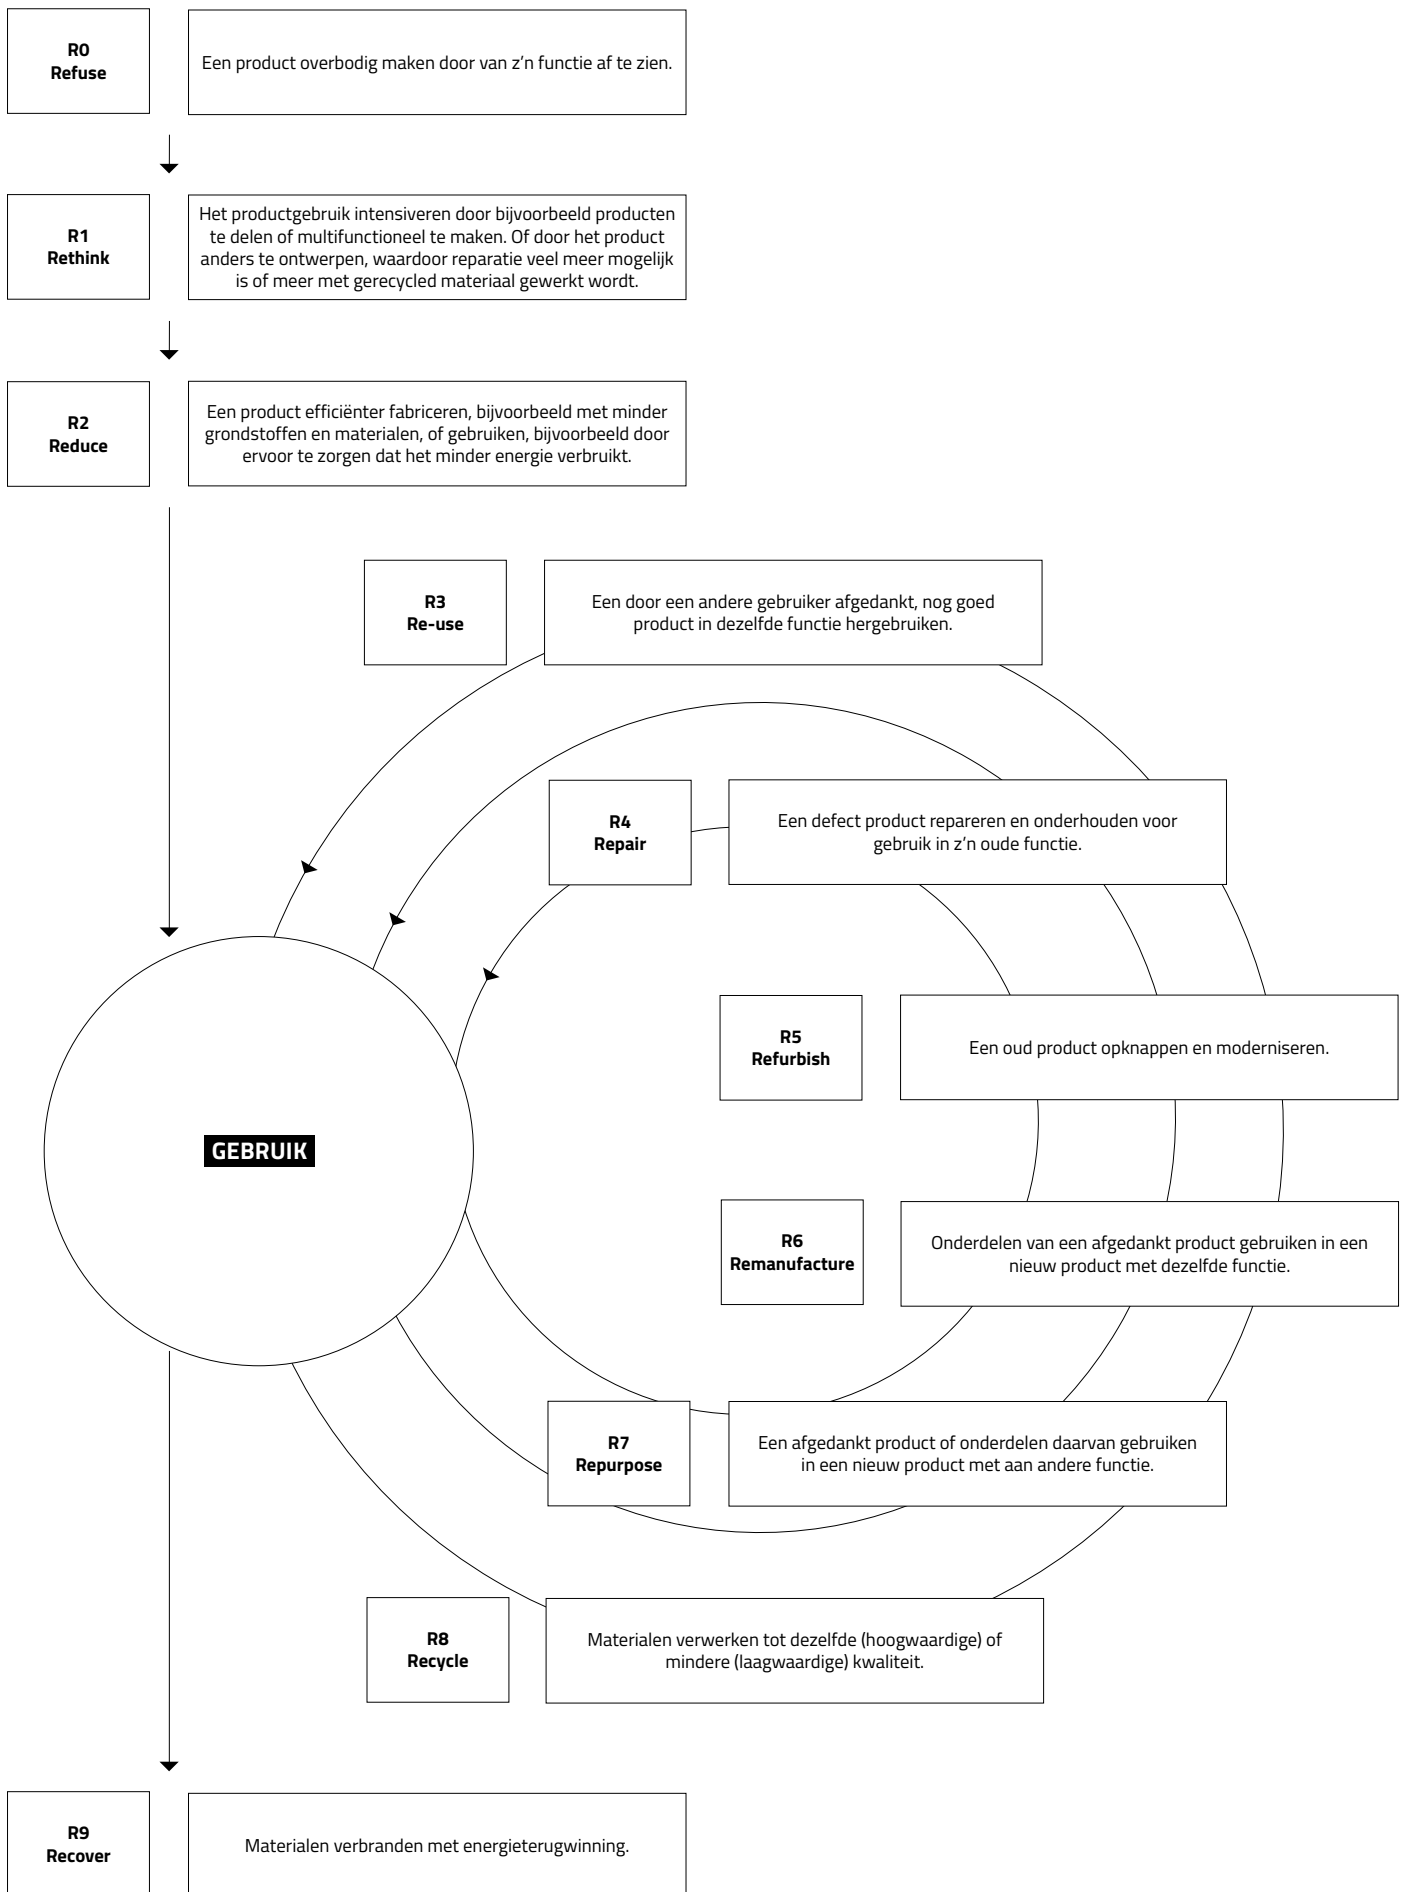 R0
Refuse
Een product overbodig maken door van z’n functie af te zien.
R1
Rethink
Het productgebruik intensiveren door bijvoorbeeld producten
te delen of multifunctioneel te maken. Of door het product
anders te ontwerpen, waardoor reparatie veel meer mogelijk
is of meer met gerecycled materiaal gewerkt wordt.
R2
Reduce
Een product efficiënter fabriceren, bijvoorbeeld met minder
grondstoffen en materialen, of gebruiken, bijvoorbeeld door
ervoor te zorgen dat het minder energie verbruikt.
R3
Re-use
Een door een andere gebruiker afgedankt, nog goed
product in dezelfde functie hergebruiken.
R4
Repair
Een defect product repareren en onderhouden voor
gebruik in z’n oude functie.
R5
Refurbish
Een oud product opknappen en moderniseren.
GEBRUIK
R6
Remanufacture
Onderdelen van een afgedankt product gebruiken in een
nieuw product met dezelfde functie.
R7
Repurpose
Een afgedankt product of onderdelen daarvan gebruiken
in een nieuw product met aan andere functie.
R8
Recycle
Materialen verwerken tot dezelfde (hoogwaardige) of
mindere (laagwaardige) kwaliteit.
R9
Recover
Materialen verbranden met energieterugwinning.